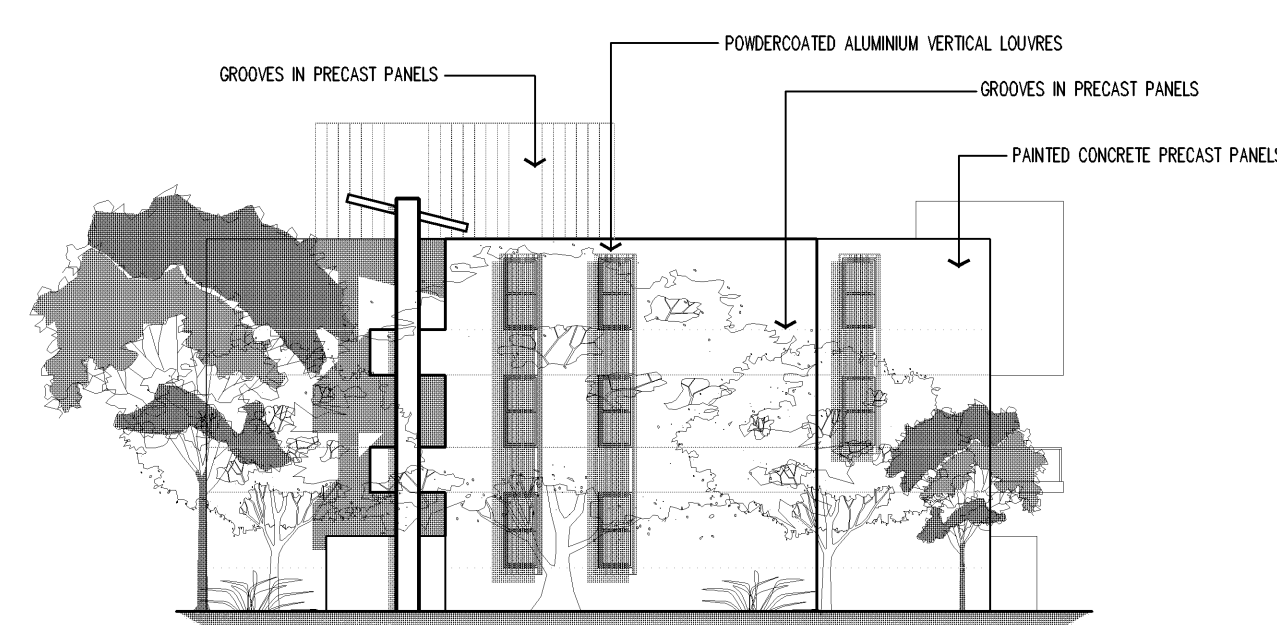 POWDERCOATED ALUMINIUM VERTICAL LOUVRES
GROOVES IN PRECAST PANELS
GROOVES IN PRECAST PANELS
PAINTED CONCRETE PRECAST PANELS